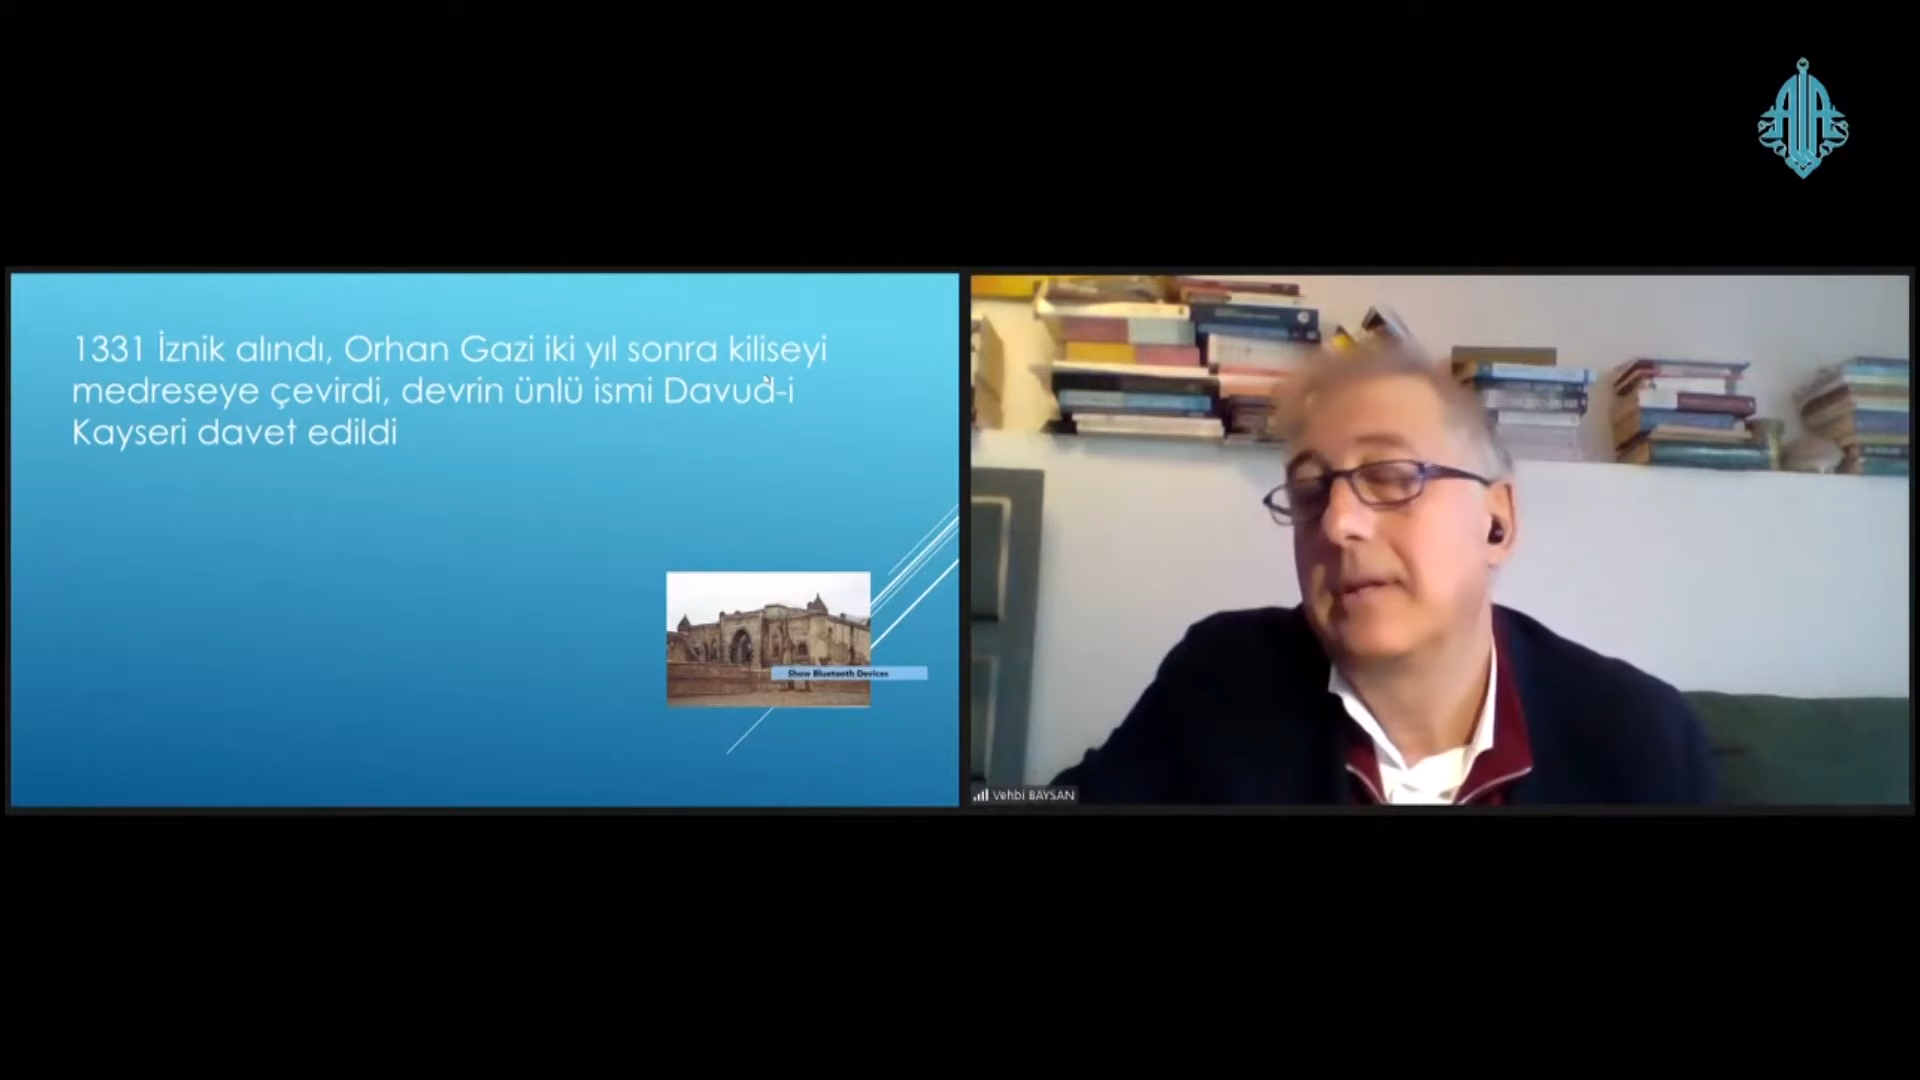 1331 İznik alındı, Orhan Gazi iki yıl sonra kiliseyi
medreseye çevirdi, devrin ünlü ismi Davud-i
Kayseri davet edildi
Show Bluetooth Devices
Vehbi BAYSAN